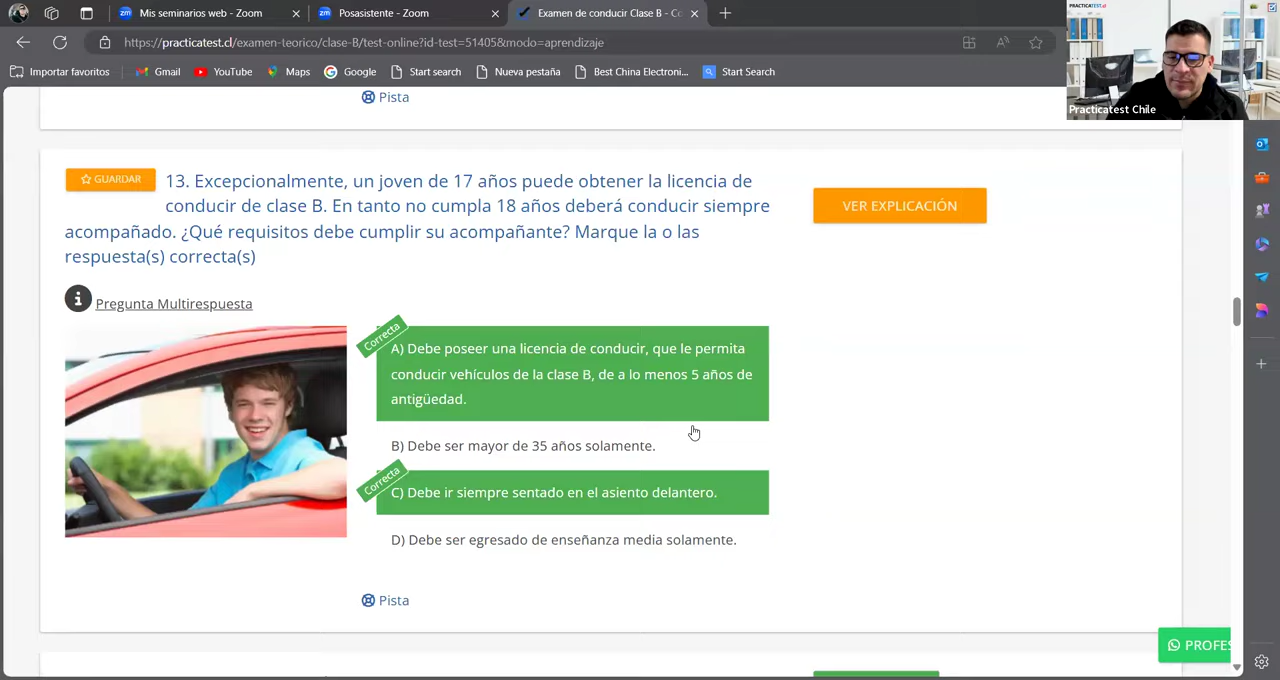 Mis seminarios web - Zoom
Posasistente - Zoom
Examen de conducir Clase B - Co
https://practicatest.cl/examen-teorico/clase-B/test-online?id-test=51405&modo=aprendizaje
Importar favoritos
Gmail
YouTube
Maps
Google
Start search
Nueva pestaña
Best China Electroni...
Start Search
PRACTICATEST.CL
Practicatest Chile
Pista
GUARDAR
13. Excepcionalmente, un joven de 17 años puede obtener la licencia de
conducir de clase B. En tanto no cumpla 18 años deberá conducir siempre
acompañado. ¿Qué requisitos debe cumplir su acompañante? Marque la o las
respuesta(s) correcta(s)
VER EXPLICACIÓN
Pregunta Multirespuesta
Correcta
A) Debe poseer una licencia de conducir, que le permita
conducir vehículos de la clase B, de a lo menos 5 años de
antigüedad.
B) Debe ser mayor de 35 años solamente.
Correcta
C) Debe ir siempre sentado en el asiento delantero.
D) Debe ser egresado de enseñanza media solamente.
Pista
PROFES